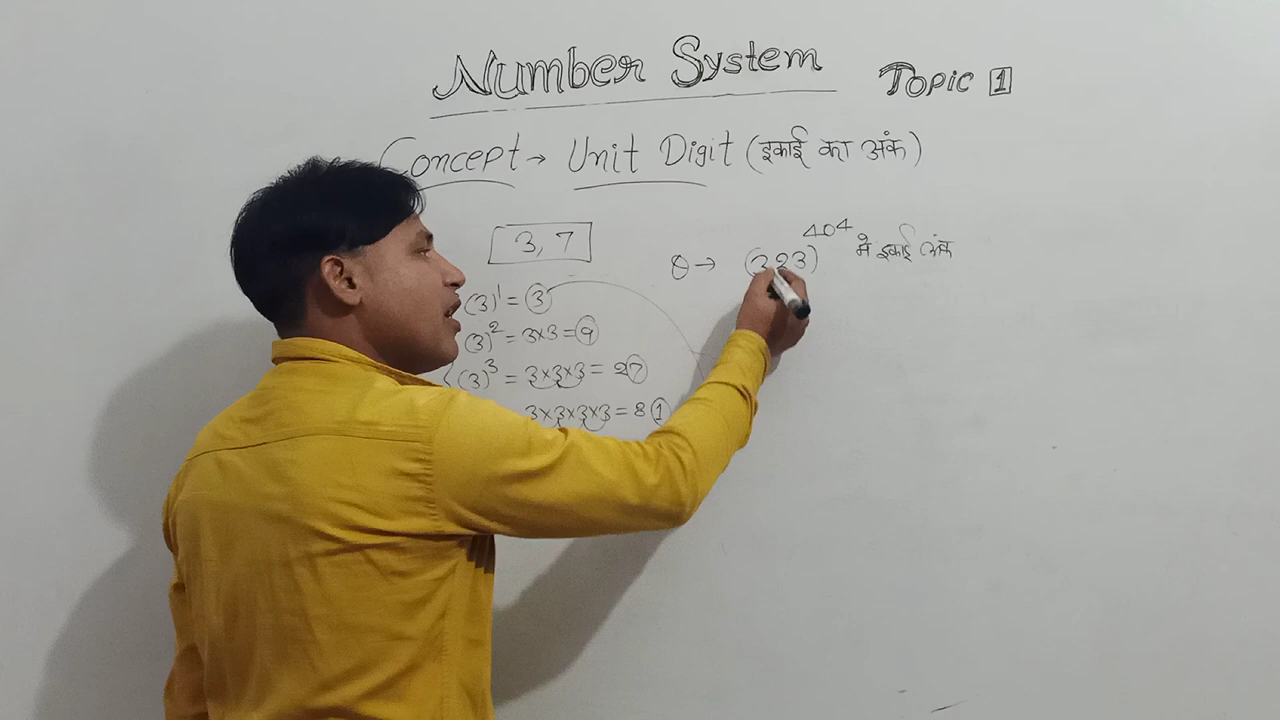 Number System Topic 1
Concept → Unit Digit (इकाई का अंक)
3, 7
Q → (323)⁴⁰⁴ में इकाई अंक
(3)¹ = 3
(3)² = 3×3 = 9
(3)³ = 3×3×3 = 27
3×3×3×3 = 81